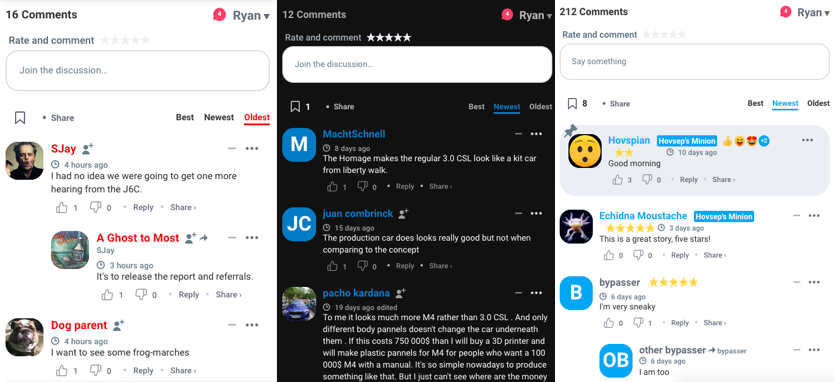 16 Comments
4
Ryan
Rate and comment
Join the discussion...
Share
Best Newest Oldest
SJay
4 hours ago
I had no idea we were going to get one more
hearing from the J6C.
1 0 Reply Share ›
A Ghost to Most
SJay
3 hours ago
It's to release the report and referrals.
1 0 Reply Share ›
Dog parent
4 hours ago
I want to see some frog-marches
1 0 Reply Share ›
12 Comments
4
Ryan
Rate and comment
Join the discussion...
1 Share
Best Newest Oldest
M
MachtSchnell
8 days ago
The Homage makes the regular 3.0 CSL look like a kit car
from liberty walk.
1 0 Reply Share ›
JC
juan combrinck
15 days ago
The production car does looks really good but not when
comparing to the concept
1 0 Reply Share ›
pacho kardana
19 days ago edited
To me it looks much more M4 rather than 3.0 CSL . And only
different body pannels doesn't change the car underneath
them . If this costs 750 000$ than I will buy a 3D printer and
will make plastic pannels for M4 for people who want a 100
000$ M4 with a manual. It's so simple nowadays to produce
something like that. But I just can't see where are the money
212 Comments
4
Ryan
Rate and comment
Say something
8 Share
Best Newest Oldest
Hovspian Hovsep's Minion +2
10 days ago
Good morning
3 0 Reply Share ›
Echidna Moustache Hovsep's Minion
3 days ago
This is a great story, five stars!
0 0 Reply Share ›
B
bypasser
6 days ago
I'm very sneaky
0 1 Reply Share ›
OB
other bypasser bypasser
6 days ago
I am too